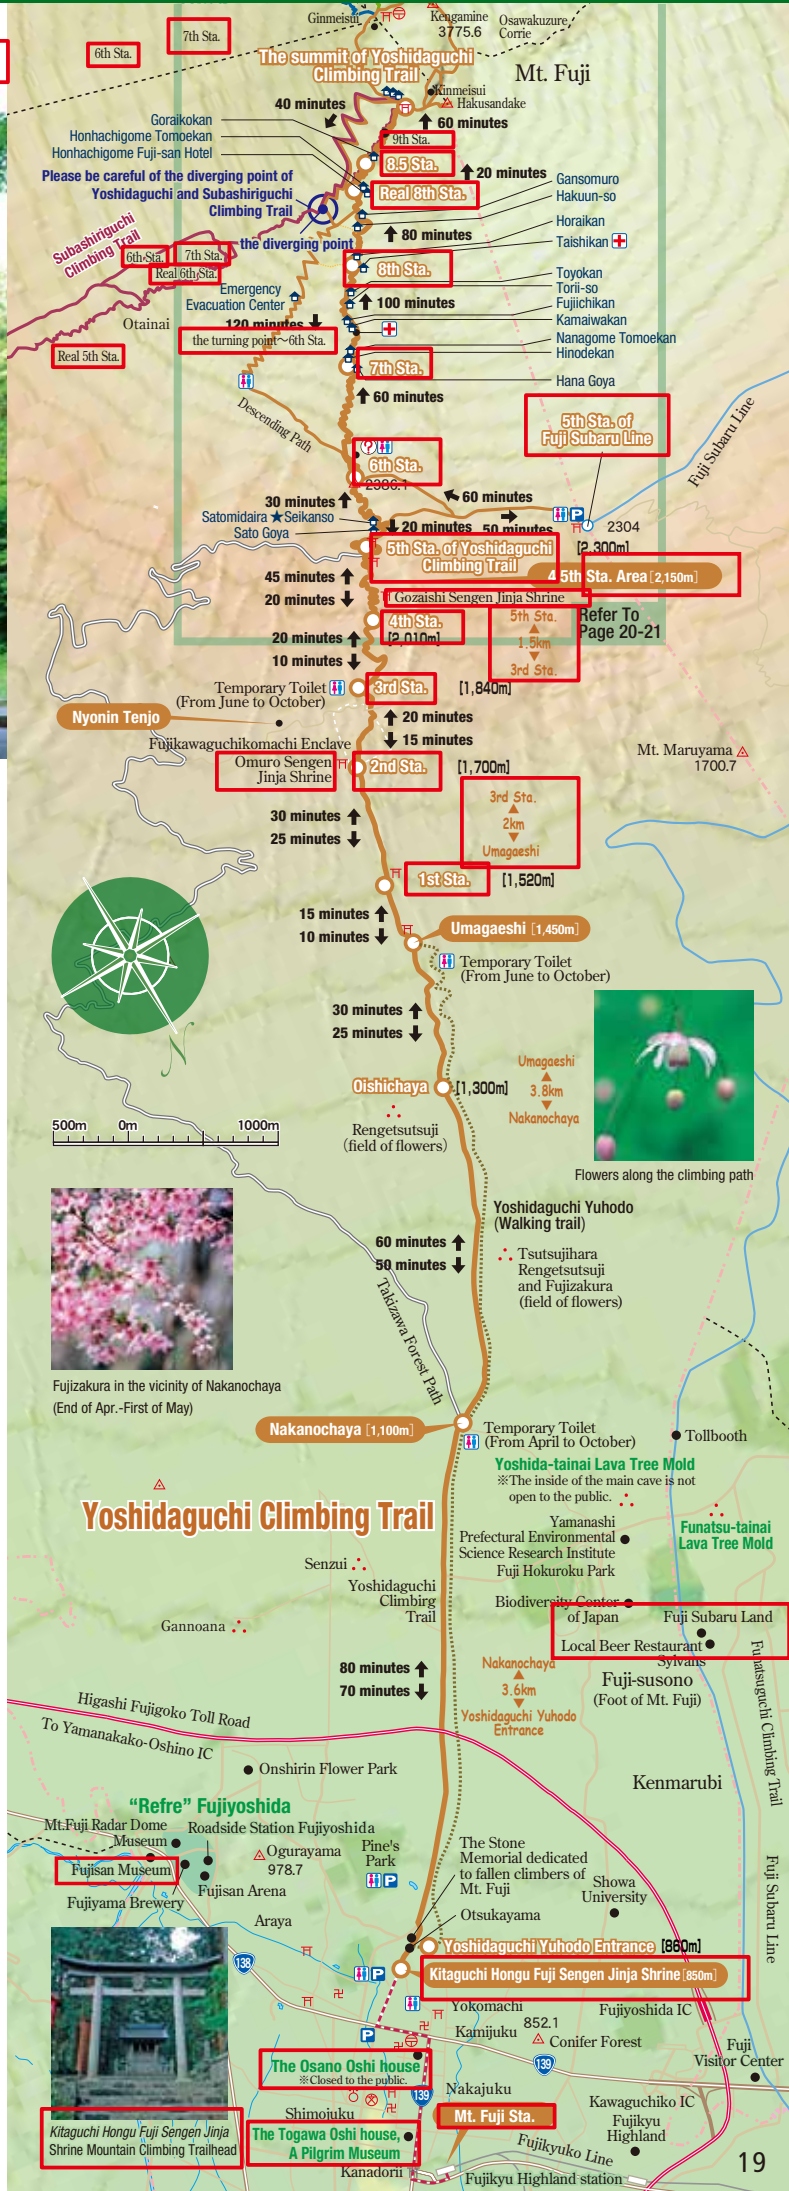 Ginmeisui
Kengamine
3775.6
Osawakuzure
Corrie
7th Sta.
6th Sta.
The summit of Yoshidaguchi
Climbing Trail
Mt. Fuji
Kinmeisui
Hakusandake
40 minutes
Goraikokan
Honhachigome Tomoekan
Honhachigome Fuji-san Hotel
60 minutes
9th Sta.
8.5 Sta.
20 minutes
Please be careful of the diverging point of
Yoshidaguchi and Subashiriguchi
Climbing Trail
Real 8th Sta.
Gansomuro
Hakuun-so
Horaikan
Taishikan
80 minutes
the diverging point
Subashiriguchi
Climbing Trail
6th Sta.
7th Sta.
Real 6th Sta.
8th Sta.
Emergency
Evacuation Center
100 minutes
Toyokan
Torii-so
Fujiichikan
Kamaiwakan
Nanagome Tomoekan
Hinodekan
Hana Goya
Otainai
120 minutes
the turning point～6th Sta.
Real 5th Sta.
7th Sta.
60 minutes
Descending Path
5th Sta. of
Fuji Subaru Line
Fuji Subaru Line
6th Sta.
2386.1
60 minutes
30 minutes
Satomidaira ★Seikanso
Sato Goya
20 minutes
50 minutes
2304
[2,300m]
5th Sta. of Yoshidaguchi
Climbing Trail
4.5th Sta. Area [2,150m]
45 minutes
20 minutes
Gozaishi Sengen Jinja Shrine
4th Sta.
[2,010m]
5th Sta.
1.5km
3rd Sta.
Refer To
Page 20-21
20 minutes
10 minutes
Temporary Toilet
(From June to October)
3rd Sta.
[1,840m]
Nyonin Tenjo
20 minutes
15 minutes
Fujikawaguchikomachi Enclave
Omuro Sengen
Jinja Shrine
2nd Sta.
[1,700m]
Mt. Maruyama
1700.7
3rd Sta.
2km
Umagaeshi
30 minutes
25 minutes
1st Sta.
[1,520m]
15 minutes
10 minutes
Umagaeshi [1,450m]
Temporary Toilet
(From June to October)
N
30 minutes
25 minutes
Umagaeshi
3.8km
Nakanochaya
Oishichaya
[1,300m]
500m 0m 1000m
Rengetsutsuji
(field of flowers)
Flowers along the climbing path
Yoshidaguchi Yuhodo
(Walking trail)
60 minutes
50 minutes
Tsutsujihara
Rengetsutsuji
and Fujizakura
(field of flowers)
Takizawa Forest Path
Fujizakura in the vicinity of Nakanochaya
(End of Apr.-First of May)
Nakanochaya [1,100m]
Temporary Toilet
(From April to October)
Tollbooth
Yoshida-tainai Lava Tree Mold
※The inside of the main cave is not
open to the public.
Yoshidaguchi Climbing Trail
Funatsu-tainai
Lava Tree Mold
Yamanashi
Prefectural Environmental
Science Research Institute
Fuji Hokuroku Park
Senzui
Yoshidaguchi
Climbirg
Trail
Gannoana
Biodiversity Center
of Japan
Fuji Subaru Land
Local Beer Restaurant
Sylvans
Fuji-susono
(Foot of Mt. Fuji)
Funatsuguchi Climbing Trail
80 minutes
70 minutes
Nakanochaya
3.6km
Yoshidaguchi Yuhodo
Entrance
Higashi Fujigoko Toll Road
To Yamanakako-Oshino IC
Onshirin Flower Park
Kenmarubi
"Refre" Fujiyoshida
Mt.Fuji Radar Dome
Museum
Roadside Station Fujiyoshida
Fujisan Museum
Fujiyama Brewery
Fujisan Arena
Ogurayama
978.7
Pine's
Park
The Stone
Memorial dedicated
to fallen climbers of
Mt. Fuji
Otsukayama
Showa
University
Fuji Subaru Line
Araya
Yoshidaguchi Yuhodo Entrance [860m]
138
Kitaguchi Hongu Fuji Sengen Jinja Shrine [850m]
Yokomachi
Kamijuku
852.1
Conifer Forest
Fujiyoshida IC
Fuji
Visitor Center
139
The Osano Oshi house
※Closed to the public.
139
Nakajuku
Mt. Fuji Sta.
Kawaguchiko IC
Fujikyu
Highland
Shimojuku
Kitaguchi Hongu Fuji Sengen Jinja
Shrine Mountain Climbing Trailhead
The Togawa Oshi house,
A Pilgrim Museum
Kanadorii
Fujikyuko Line
Fujikyu Highland station
19